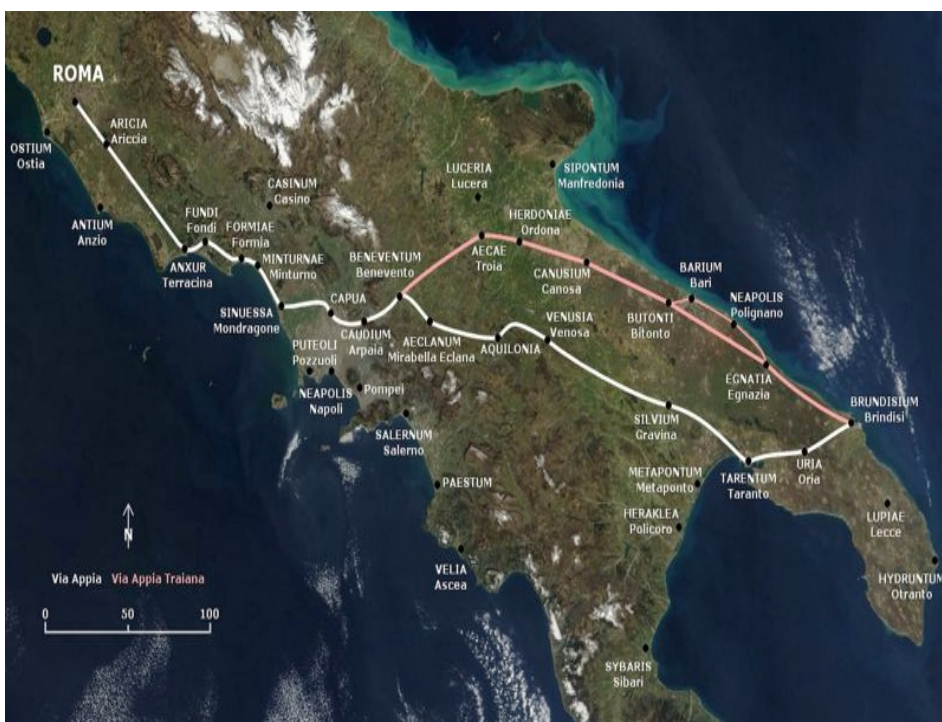 ROMA
ARICIA
Ariccia
OSTIUM
Ostia
ANTIUM
Anzio
CASINUM
Casino
FUNDI
Fondi
FORMIAE
Formia
ANXUR
Terracina
MINTURNAE
Minturno
SINUESSA
Mondragone
CAPUA
CAUDIUM
Arpaia
BENEVENTUM
Benevento
PUTEOLI
Pozzuoli
NEAPOLIS
Napoli
Pompei
SALERNUM
Salerno
PAESTUM
VELIA
Ascea
LUCERIA
Lucera
SIPONTUM
Manfredonia
HERDONIAE
Ordona
AECAE
Troia
CANUSIUM
Canosa
BARIUM
Bari
NEAPOLIS
Polignano
BUTONTI
Bitonto
VENUSIA
Venosa
AECLANUM
Mirabella Eclana
AQUILONIA
EGNATIA
Egnazia
BRUNDISIUM
Brindisi
SILVIUM
Gravina
URIA
Oria
TARENTUM
Taranto
METAPONTUM
Metaponto
HERAKLEA
Policoro
LUPIAE
Lecce
HYDRUNTUM
Otranto
SYBARIS
Sibari
N
Via Appia Via Appia Traiana
0 50 100